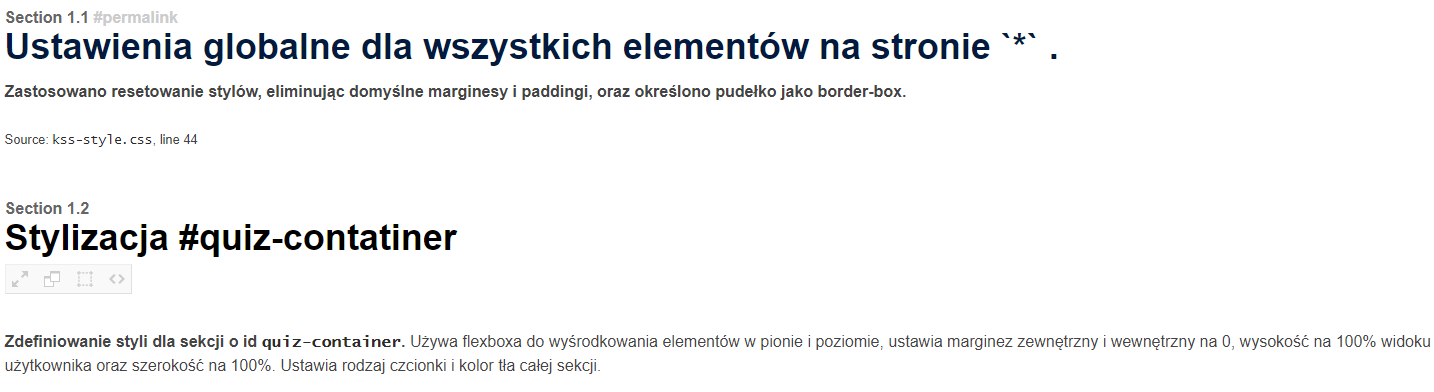 Section 1.1 #permalink
Ustawienia globalne dla wszystkich elementów na stronie `*` .
Zastosowano resetowanie stylów, eliminując domyślne marginesy i paddingi, oraz określono pudełko jako border-box.
Source: kss-style.css, line 44
Section 1.2
Stylizacja #quiz-contatiner
Zdefiniowanie styli dla sekcji o id quiz-container. Używa flexboxa do wyśrodkowania elementów w pionie i poziomie, ustawia marginez zewnętrzny i wewnętrzny na 0, wysokość na 100% widoku
użytkownika oraz szerokość na 100%. Ustawia rodzaj czcionki i kolor tła całej sekcji.